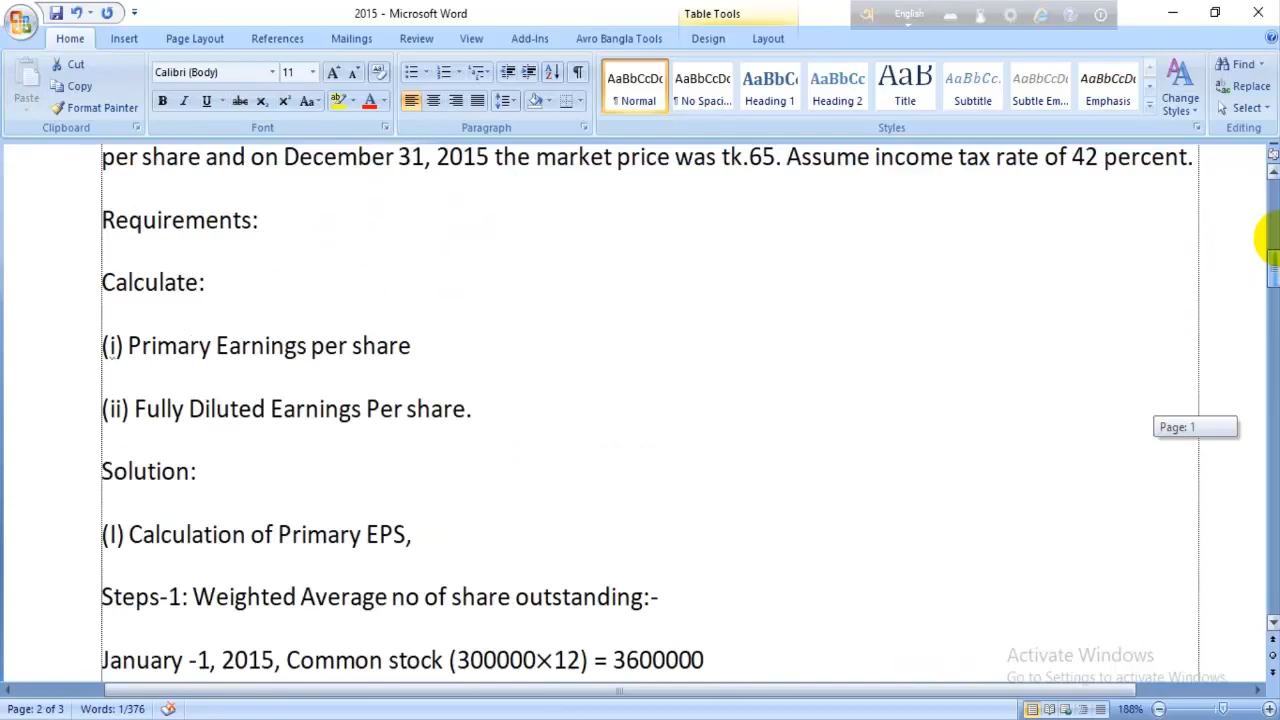 2015 - Microsoft Word
Table Tools
English
Home
Insert
Page Layout
References
Mailings
Review
View
Add-Ins
Avro Bangla Tools
Design
Layout
Paste
Cut
Copy
Format Painter
Clipboard
Calibri (Body)
11
Font
Paragraph
AaBbCcDc
¶ Normal
AaBbCcDc
¶ No Spaci...
AaBbCc
Heading 1
AaBbCc
Heading 2
AaB
Title
AaBbCc.
Subtitle
AaBbCcDc
Subtle Em...
AaBbCcDc
Emphasis
Styles
Change
Styles
Find
Replace
Select
Editing
per share and on December 31, 2015 the market price was tk.65. Assume income tax rate of 42 percent.
Requirements:
Calculate:
(i) Primary Earnings per share
(ii) Fully Diluted Earnings Per share.
Page: 1
Solution:
(I) Calculation of Primary EPS,
Steps-1: Weighted Average no of share outstanding:-
January -1, 2015, Common stock (300000×12) = 3600000
Activate Windows
Go to Settings to activate Windows.
Page: 2 of 3
Words: 1/376
188%